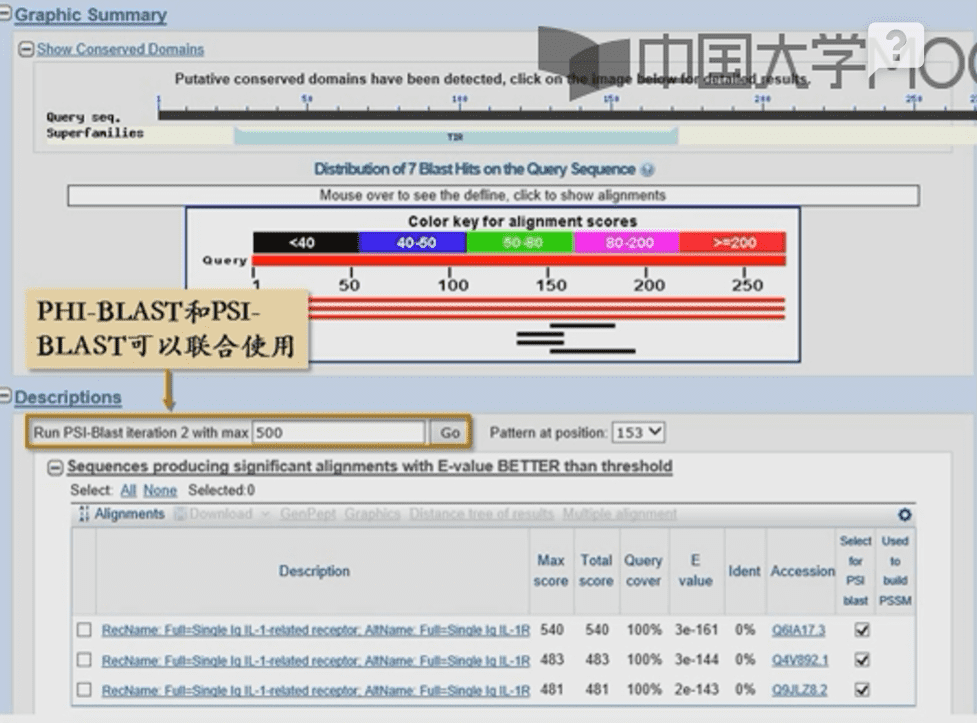 Graphic Summary
Show Conserved Domains
中国大学MOO
?
Putative conserved domains have been detected, click on the image below for detailed results.
1 50 100 150 200 250
Query seq.
Superfamilies
TIR
Distribution of 7 Blast Hits on the Query Sequence
Mouse over to see the defline, click to show alignments
Color key for alignment scores
<40 40-50 50-80 80-200 >=200
Query
1 50 100 150 200 250
PHI-BLAST和PSI-
BLAST可以联合使用
Descriptions
Run PSI-Blast iteration 2 with max 500 Go Pattern at position: 153
Sequences producing significant alignments with E-value BETTER than threshold
Select: All None Selected:0
Alignments Download GenPept Graphics Distance tree of results Multiple alignment
Description Max score Total score Query cover E value Ident Accession Select for PSI blast Used to build PSSM
RecName: Full=Single Ig IL-1-related receptor; AltName: Full=Single Ig IL-1R 540 540 100% 3e-161 0% Q6IA17.3
RecName: Full=Single Ig IL-1-related receptor; AltName: Full=Single Ig IL-1R 483 483 100% 3e-144 0% Q4V892.1
RecName: Full=Single Ig IL-1-related receptor; AltName: Full=Single Ig IL-1R 481 481 100% 2e-143 0% Q9JLZ8.2